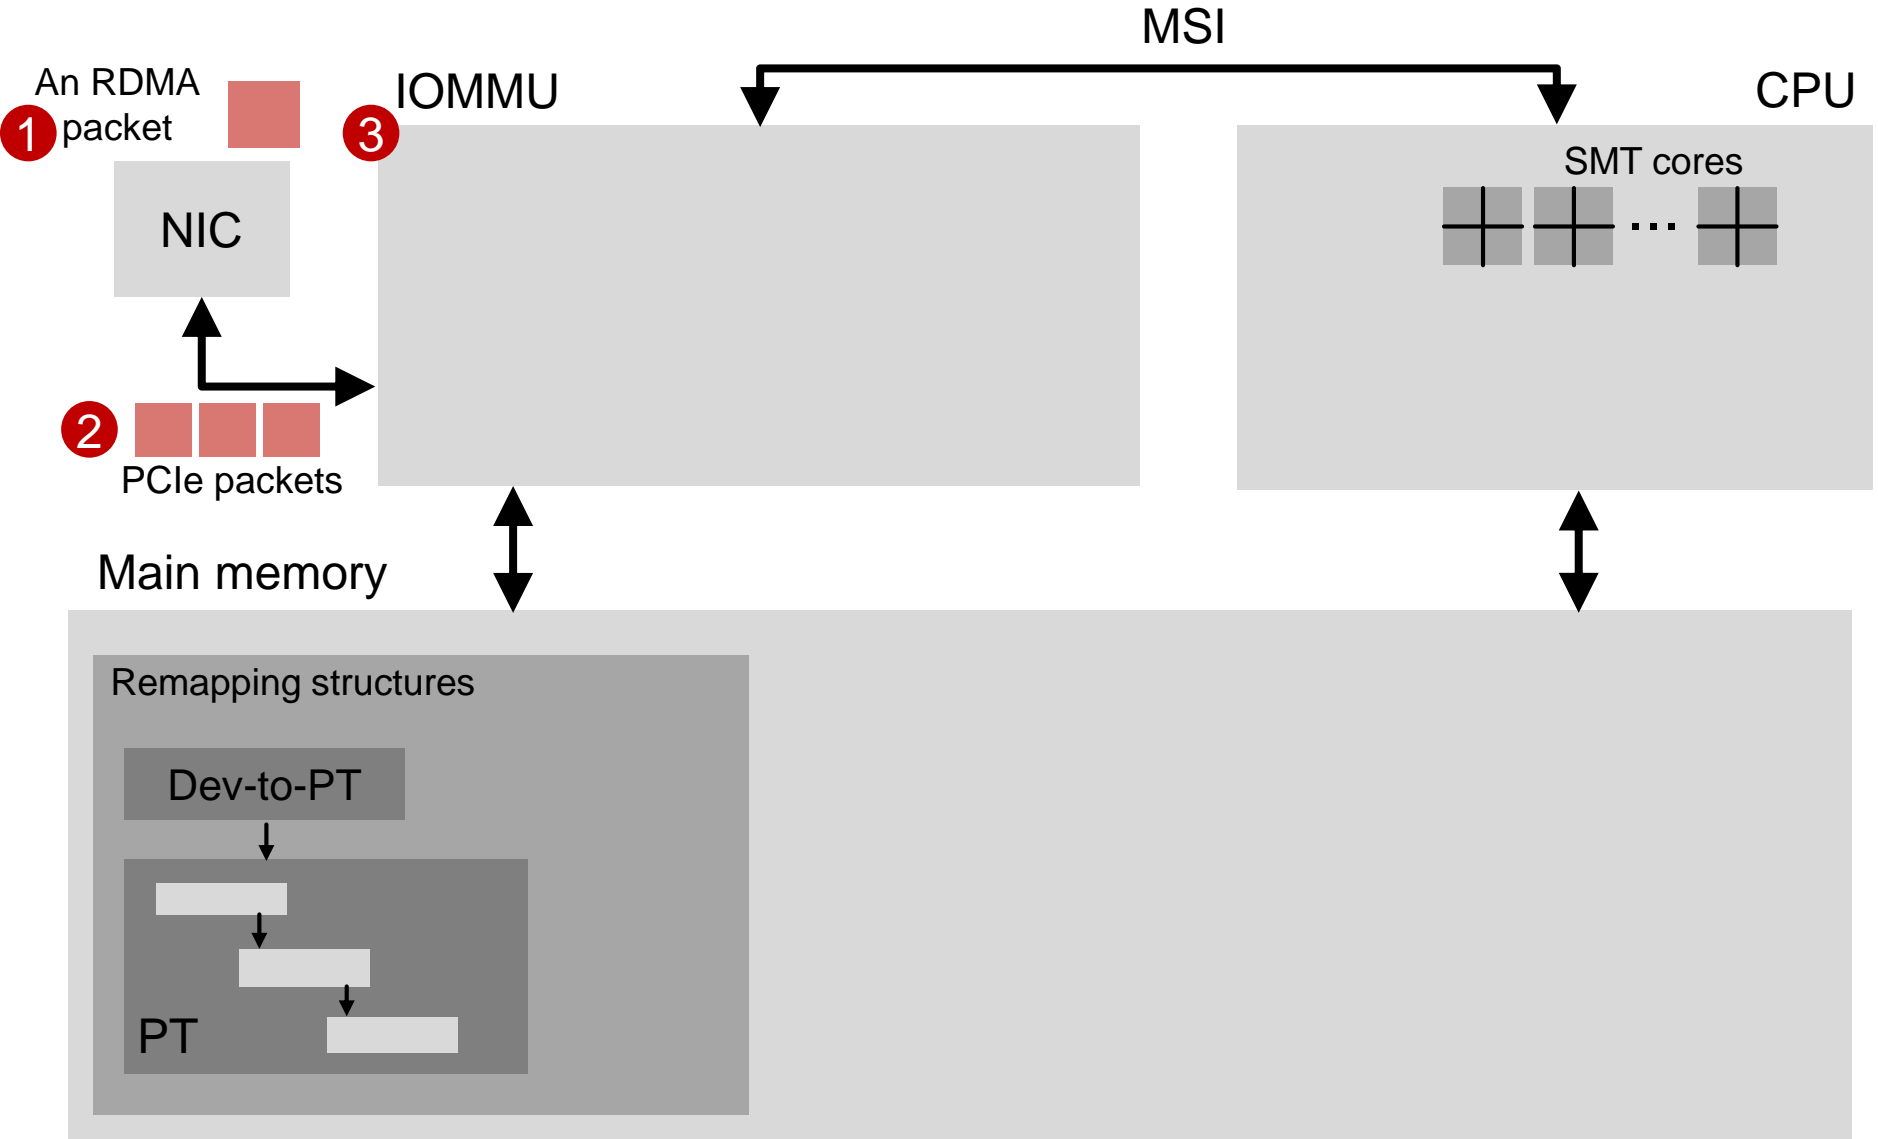 MSI
An RDMA
packet
1
3
IOMMU
CPU
SMT cores
...
NIC
2
PCIe packets
Main memory
Remapping structures
Dev-to-PT
PT